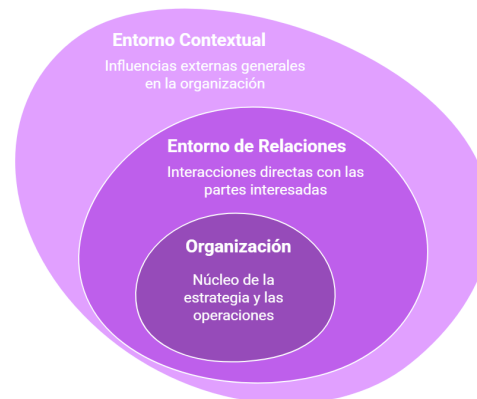 Entorno Contextual
Influencias externas generales
en la organización
Entorno de Relaciones
Interacciones directas con las
partes interesadas
Organización
Núcleo de la
estrategia y las
operaciones